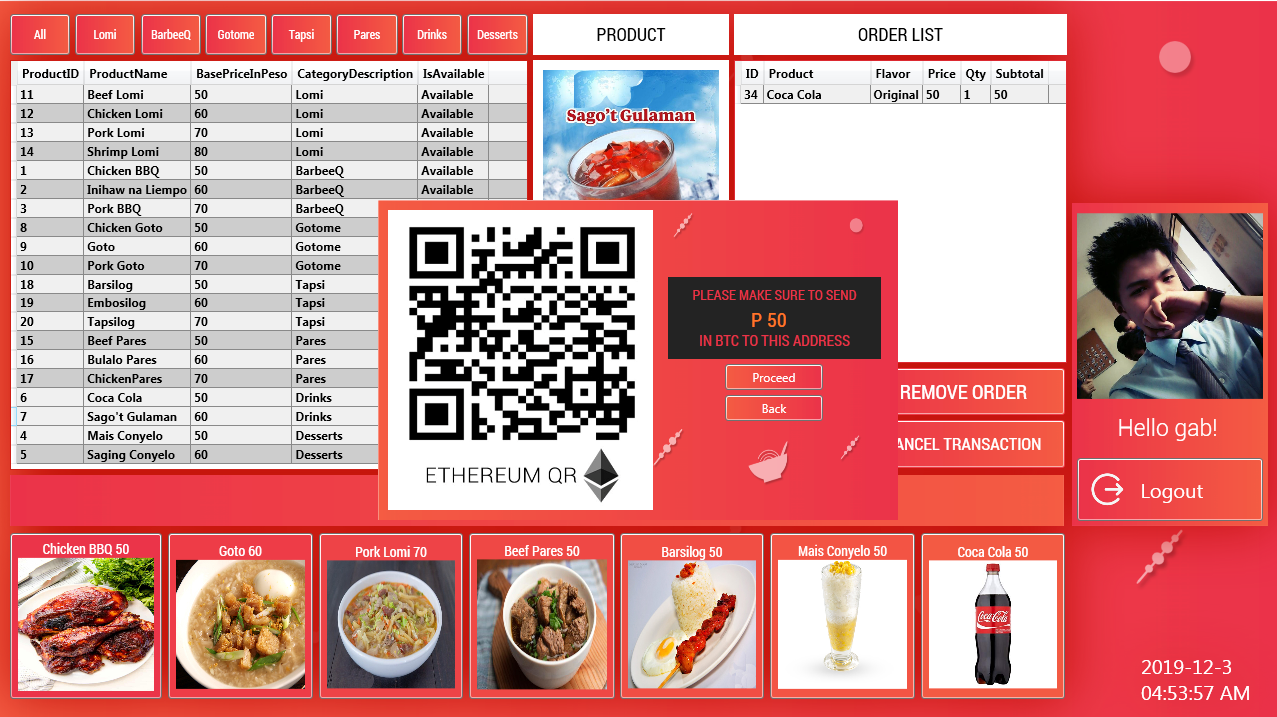 All Lomi BarbeeQ Gotome Tapsi Pares Drinks Desserts
PRODUCT
ORDER LIST
ProductID ProductName BasePriceInPeso CategoryDescription IsAvailable
11 Beef Lomi 50 Lomi Available
12 Chicken Lomi 60 Lomi Available
13 Pork Lomi 70 Lomi Available
14 Shrimp Lomi 80 Lomi Available
1 Chicken BBQ 50 BarbeeQ Available
2 Inihaw na Liempo 60 BarbeeQ Available
3 Pork BBQ 70 BarbeeQ
8 Chicken Goto 50 Gotome
9 Goto 60 Gotome
10 Pork Goto 70 Gotome
18 Barsilog 50 Tapsi
19 Embosilog 60 Tapsi
20 Tapsilog 70 Tapsi
15 Beef Pares 50 Pares
16 Bulalo Pares 60 Pares
17 ChickenPares 70 Pares
6 Coca Cola 50 Drinks
7 Sago't Gulaman 60 Drinks
4 Mais Conyelo 50 Desserts
5 Saging Conyelo 60 Desserts
Sago't Gulaman
ID Product Flavor Price Qty Subtotal
34 Coca Cola Original 50 1 50
ETHEREUM QR
PLEASE MAKE SURE TO SEND
P 50
IN BTC TO THIS ADDRESS
Proceed
Back
REMOVE ORDER
ANCEL TRANSACTION
Hello gab!
Logout
Chicken BBQ 50
Goto 60
Pork Lomi 70
Beef Pares 50
Barsilog 50
Mais Conyelo 50
Coca Cola 50
Coca-Cola
2019-12-3
04:53:57 AM